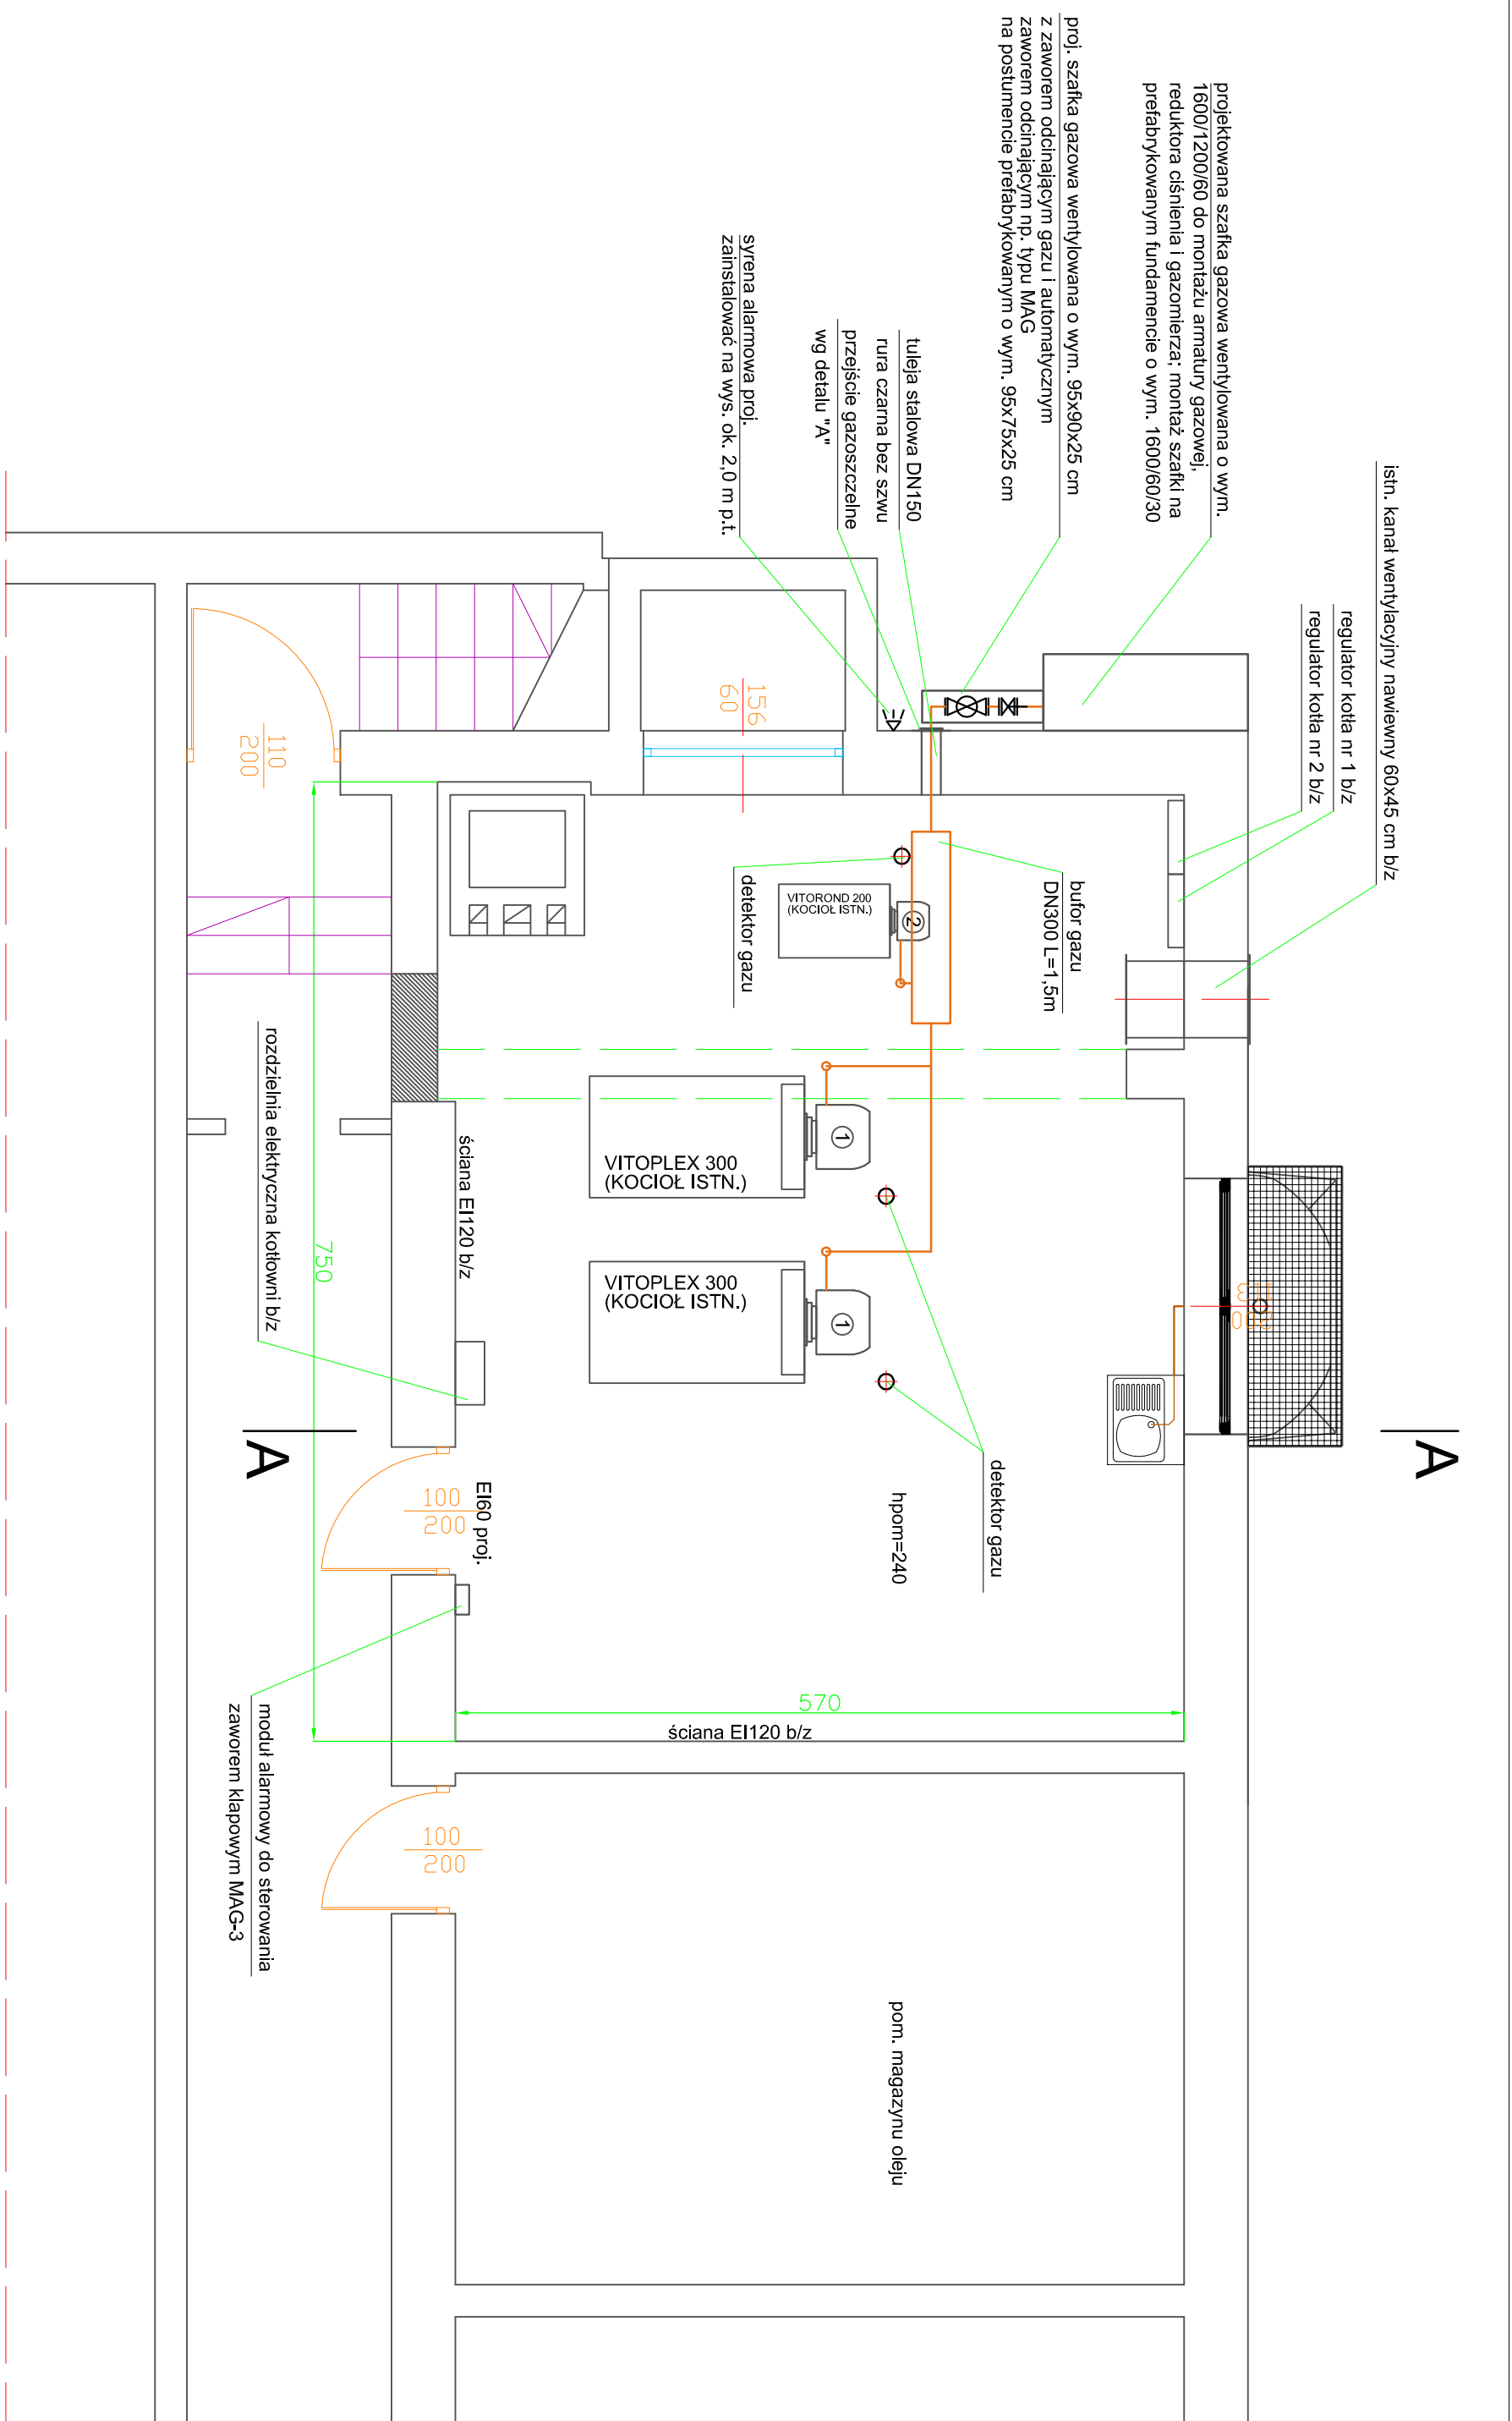 istn. kanał wentylacyjny nawiewny 60x45 cm b/z
regulator kotła nr 1 b/z
regulator kotła nr 2 b/z
projektowana szafka gazowa wentylowana o wym.
1600/1200/60 do montażu armatury gazowej,
reduktora ciśnienia i gazomierza; montaż szafki na
prefabrykowanym fundamencie o wym. 1600/60/30
proj. szafka gazowa wentylowana o wym. 95x90x25 cm
z zaworem odcinającym gazu i automatycznym
zaworem odcinającym np. typu MAG
na postumencie prefabrykowanym o wym. 95x75x25 cm
tuleja stalowa DN150
rura czarna bez szwu
przejście gazoszczelne
wg detalu "A"
syrena alarmowa proj.
zainstalować na wys. ok. 2,0 m p.t.
156
60
110
200
bufor gazu
DN300 L=1,5m
detektor gazu
VITOROND 200
(KOCIOŁ ISTN.)
2
VITOPLEX 300
(KOCIOŁ ISTN.)
1
VITOPLEX 300
(KOCIOŁ ISTN.)
1
detektor gazu
hpom=240
ściana EI120 b/z
rozdzielnia elektryczna kotłowni b/z
750
570
ściana EI120 b/z
A
A
EI60 proj.
100
200
100
200
moduł alarmowy do sterowania
zaworem klapowym MAG-3
pom. magazynu oleju